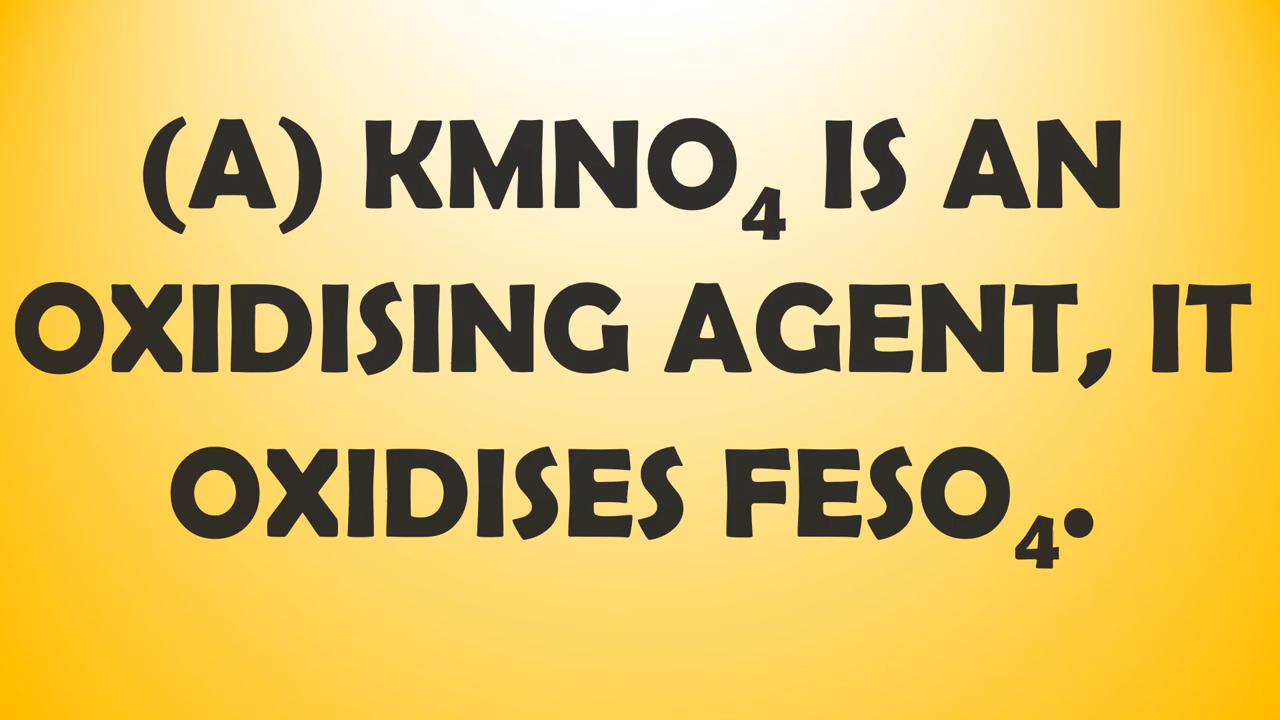 (A) KMNO₄ IS AN
OXIDISING AGENT, IT
OXIDISES FESO₄.